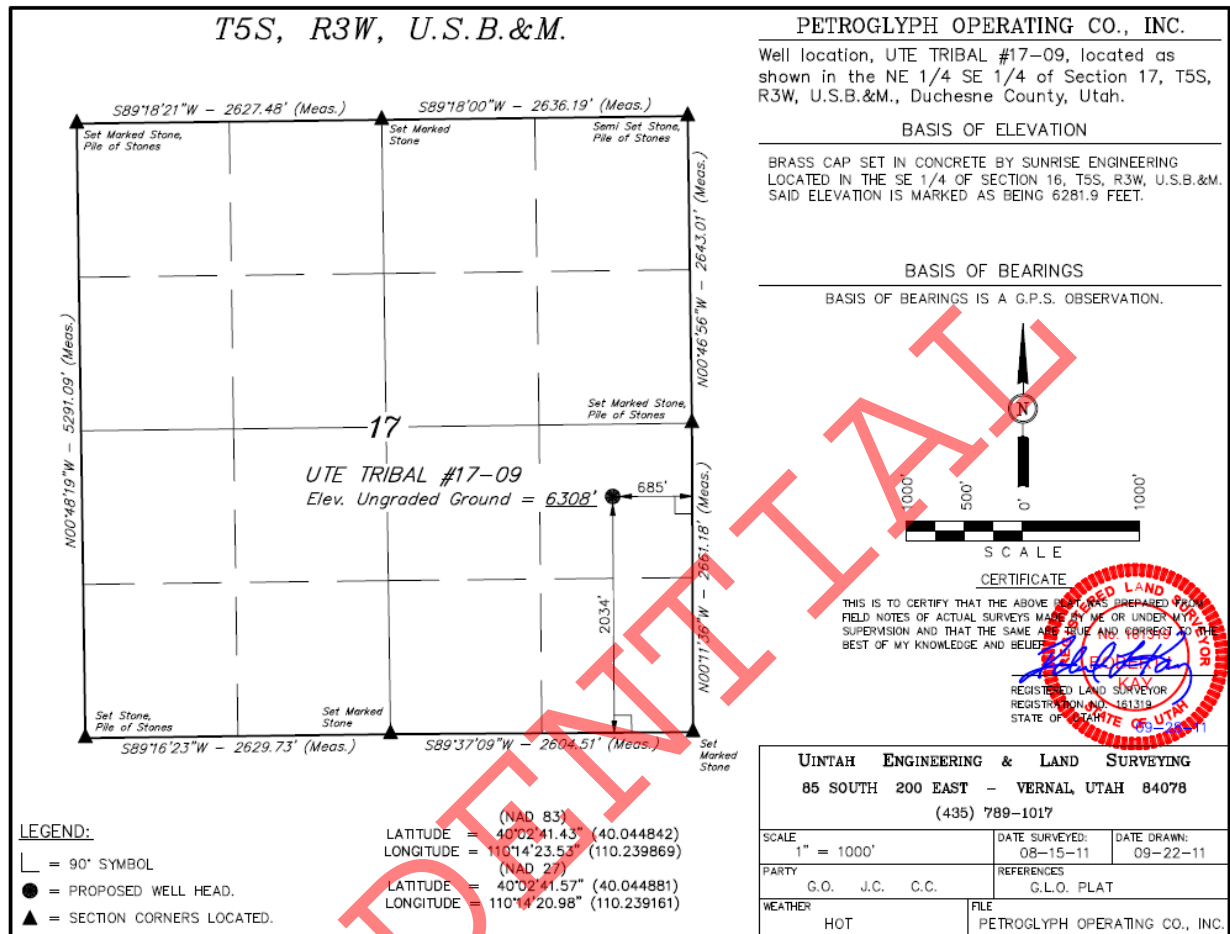 T5S, R3W, U.S.B.&M.
S89°18'21"W - 2627.48' (Meas.)
S89°18'00"W - 2636.19' (Meas.)
Set Marked Stone,
Pile of Stones
Set Marked
Stone
Semi Set Stone,
Pile of Stones
N00°46'56"W - 2643.01' (Meas.)
N00°48'19"W - 5291.09' (Meas.)
Set Marked Stone,
Pile of Stones
17
UTE TRIBAL #17-09
Elev. Ungraded Ground = 6308'
685'
2034'
N00°11'36"W - 2661.18' (Meas.)
Set Stone,
Pile of Stones
Set Marked
Stone
Set
Marked
Stone
S89°16'23"W - 2629.73' (Meas.)
S89°37'09"W - 2604.51' (Meas.)
LEGEND:
= 90° SYMBOL
= PROPOSED WELL HEAD.
= SECTION CORNERS LOCATED.
(NAD 83)
LATITUDE = 40°02'41.43" (40.044842)
LONGITUDE = 110°14'23.53" (110.239869)
(NAD 27)
LATITUDE = 40°02'41.57" (40.044881)
LONGITUDE = 110°14'20.98" (110.239161)
PETROGLYPH OPERATING CO., INC.
Well location, UTE TRIBAL #17-09, located as
shown in the NE 1/4 SE 1/4 of Section 17, T5S,
R3W, U.S.B.&M., Duchesne County, Utah.
BASIS OF ELEVATION
BRASS CAP SET IN CONCRETE BY SUNRISE ENGINEERING
LOCATED IN THE SE 1/4 OF SECTION 16, T5S, R3W, U.S.B.&M.
SAID ELEVATION IS MARKED AS BEING 6281.9 FEET.
BASIS OF BEARINGS
BASIS OF BEARINGS IS A G.P.S. OBSERVATION.
N
1000'
500'
0'
1000'
SCALE
CERTIFICATE
THIS IS TO CERTIFY THAT THE ABOVE PLAT WAS PREPARED FROM
FIELD NOTES OF ACTUAL SURVEYS MADE BY ME OR UNDER MY
SUPERVISION AND THAT THE SAME ARE TRUE AND CORRECT TO THE
BEST OF MY KNOWLEDGE AND BELIEF
REGISTERED LAND SURVEYOR
REGISTRATION NO. 161319
STATE OF UTAH
REGISTERED LAND SURVEYOR
No. 161319
ROBERT L.
KAY
STATE OF UTAH
UINTAH ENGINEERING & LAND SURVEYING
85 SOUTH 200 EAST - VERNAL, UTAH 84078
(435) 789-1017
SCALE
1" = 1000'
DATE SURVEYED:
08-15-11
DATE DRAWN:
09-22-11
PARTY
G.O. J.C. C.C.
REFERENCES
G.L.O. PLAT
WEATHER
HOT
FILE
PETROGLYPH OPERATING CO., INC.
DENTIAL